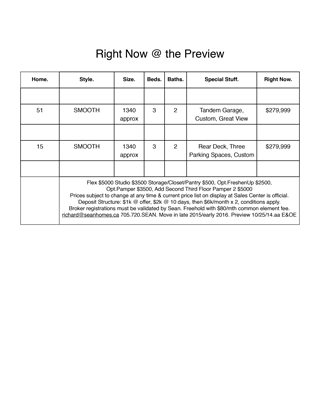 Right Now @ the Preview
Home. Style. Size. Beds. Baths. Special Stuff. Right Now.
51 SMOOTH 1340 3 2 Tandem Garage, $279,999
approx Custom, Great View
15 SMOOTH 1340 3 2 Rear Deck, Three $279,999
approx Parking Spaces, Custom
Flex $5000 Studio $3500 Storage/Closet/Pantry $500, Opt.FreshenUp $2500,
Opt.Pamper $3500, Add Second Third Floor Pamper 2 $5000
Prices subject to change at any time & current price list on display at Sales Center is official.
Deposit Structure: $1k @ offer, $2k @ 10 days, then $6k/month x 2, conditions apply.
Broker registrations must be validated by Sean. Freehold with $80/mth common element fee.
richard@seanhomes.ca 705.720.SEAN. Move in late 2015/early 2016. Preview 10/25/14.aa E&OE